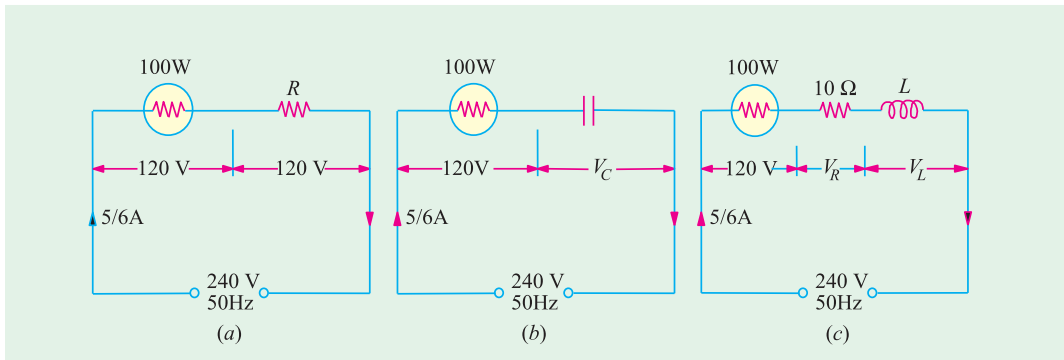 100W
R
120 V
120 V
5/6A
240 V
50Hz
(a)
100W
120V
V_C
5/6A
240 V
50Hz
(b)
100W
10 Ω
L
120 V
V_R
V_L
5/6A
240 V
50Hz
(c)